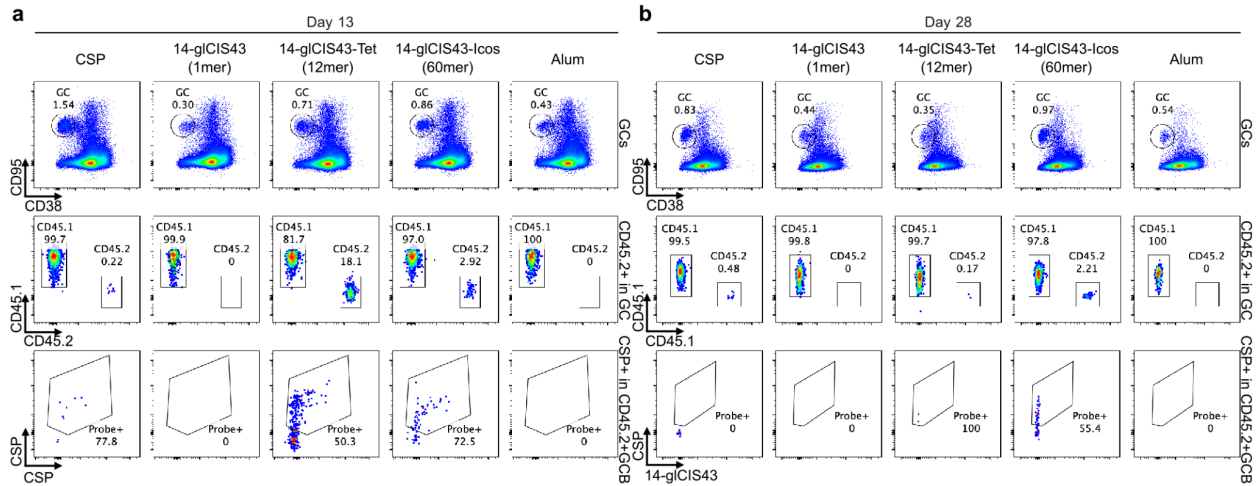 a
Day 13
CSP
14-glCIS43
(1mer)
14-glCIS43-Tet
(12mer)
14-glCIS43-Icos
(60mer)
Alum
GC
1.54
GC
0.30
GC
0.71
GC
0.86
GC
0.43
GCs
CD95
CD38
CD45.1
99.7
CD45.2
0.22
CD45.1
99.9
CD45.2
0
CD45.1
81.7
CD45.2
18.1
CD45.1
97.0
CD45.2
2.92
CD45.1
100
CD45.2
0
CD45.2+ in GC
CD45.1
CD45.2
Probe+
77.8
Probe+
0
Probe+
50.3
Probe+
72.5
Probe+
0
CSP+ in CD45.2+GCB
CSP
CSP
b
Day 28
CSP
14-glCIS43
(1mer)
14-glCIS43-Tet
(12mer)
14-glCIS43-Icos
(60mer)
Alum
GC
0.83
GC
0.44
GC
0.35
GC
0.97
GC
0.54
GCs
CD95
CD38
CD45.1
99.5
CD45.2
0.48
CD45.1
99.8
CD45.2
0
CD45.1
99.7
CD45.2
0.17
CD45.1
97.8
CD45.2
2.21
CD45.1
100
CD45.2
0
CD45.2+ in GC
CD45.1
CD45.1
Probe+
0
Probe+
0
Probe+
100
Probe+
55.4
Probe+
0
CSP+ in CD45.2+GCB
CSP
14-glCIS43